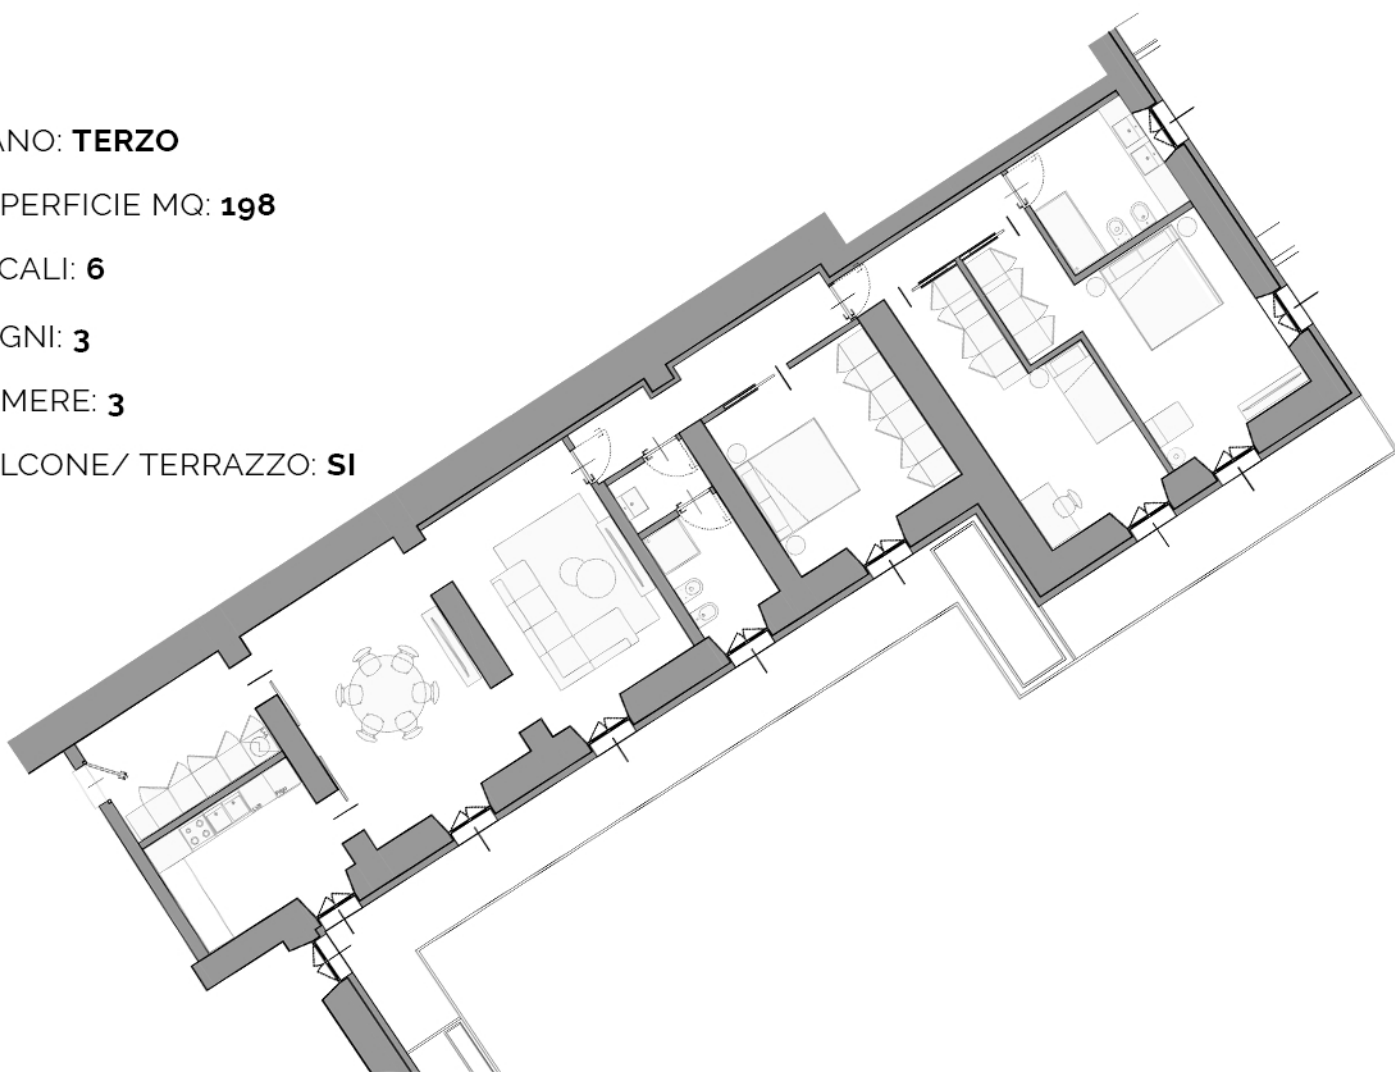 ANO: TERZO
PERFICIE MQ: 198
CALI: 6
GNI: 3
MERE: 3
LCONE/ TERRAZZO: SI